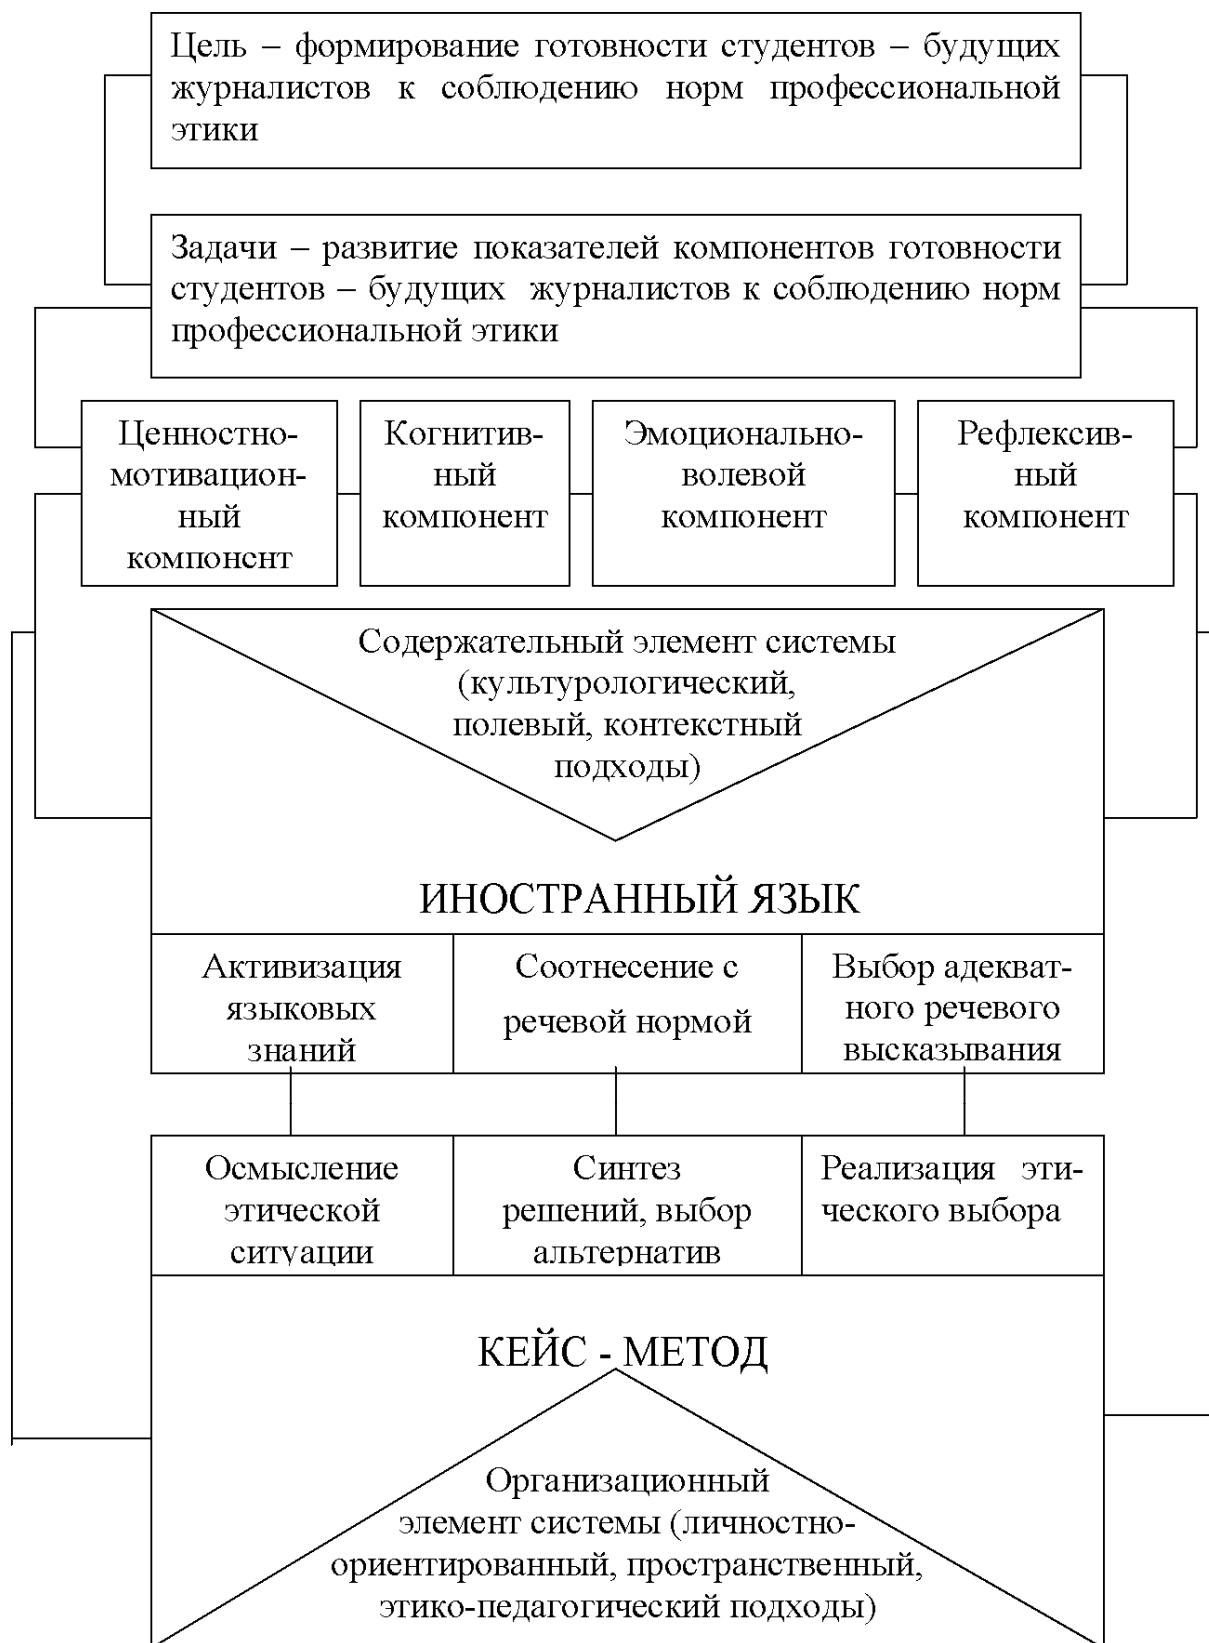 Цель – формирование готовности студентов – будущих
журналистов к соблюдению норм профессиональной
этики
Задачи – развитие показателей компонентов готовности
студентов – будущих журналистов к соблюдению норм
профессиональной этики
Ценностно-
мотивацион-
ный
компонент
Когнитив-
ный
компонент
Эмоционально-
волевой
компонент
Рефлексив-
ный
компонент
Содержательный элемент системы
(культурологический,
полевый, контекстный
подходы)
ИНОСТРАННЫЙ ЯЗЫК
Активизация
языковых
знаний
Соотнесение с
речевой нормой
Выбор адекват-
ного речевого
высказывания
Осмысление
этической
ситуации
Синтез
решений, выбор
альтернатив
Реализация эти-
ческого выбора
КЕЙС - МЕТОД
Организационный
элемент системы (личностно-
ориентированный, пространственный,
этико-педагогический подходы)